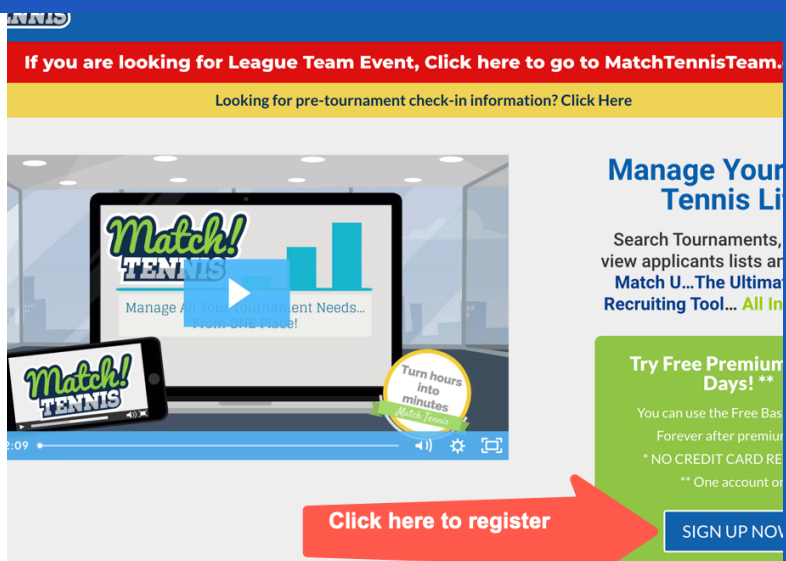 TENNIS
If you are looking for League Team Event, Click here to go to MatchTennisTeam.
Looking for pre-tournament check-in information? Click Here
Match!
TENNIS
Manage All Your Tournament Needs...
From ONE Place!
Match!
TENNIS
Turn hours
into
minutes
Match Tennis
2:09
Manage Your
Tennis Li
Search Tournaments,
view applicants lists an
Match U...The Ultima
Recruiting Tool... All In
Try Free Premium
Days! **
You can use the Free Bas
Forever after premiu
* NO CREDIT CARD RE
** One account o
Click here to register
SIGN UP NOW